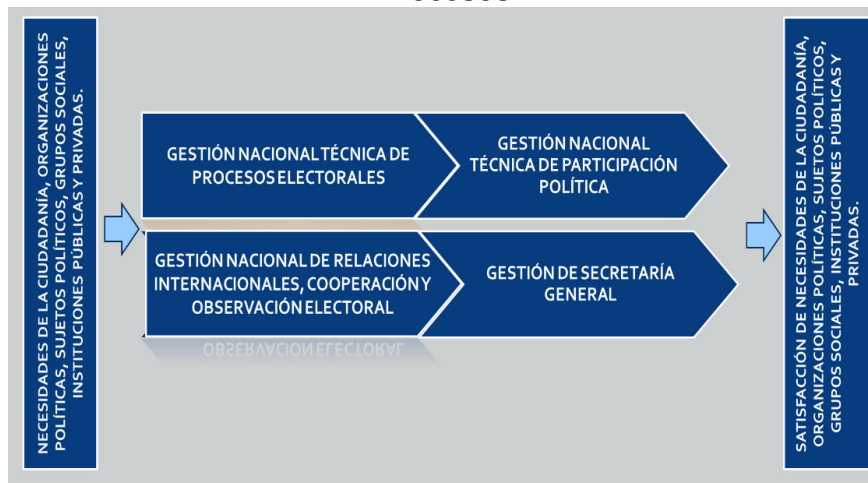 NECESIDADES DE LA CIUDADANÍA, ORGANIZACIONES
POLÍTICAS, SUJETOS POLÍTICOS, GRUPOS SOCIALES,
INSTITUCIONES PÚBLICAS Y PRIVADAS.
GESTIÓN NACIONAL TÉCNICA DE
PROCESOS ELECTORALES
GESTIÓN NACIONAL
TÉCNICA DE PARTICIPACIÓN
POLÍTICA
GESTIÓN NACIONAL DE RELACIONES
INTERNACIONALES, COOPERACIÓN Y
OBSERVACIÓN ELECTORAL
GESTIÓN DE SECRETARÍA
GENERAL
SATISFACCIÓN DE NECESIDADES DE LA CIUDADANÍA,
ORGANIZACIONES POLÍTICAS, SUJETOS POLÍTICOS,
GRUPOS SOCIALES, INSTITUCIONES PÚBLICAS Y
PRIVADAS.